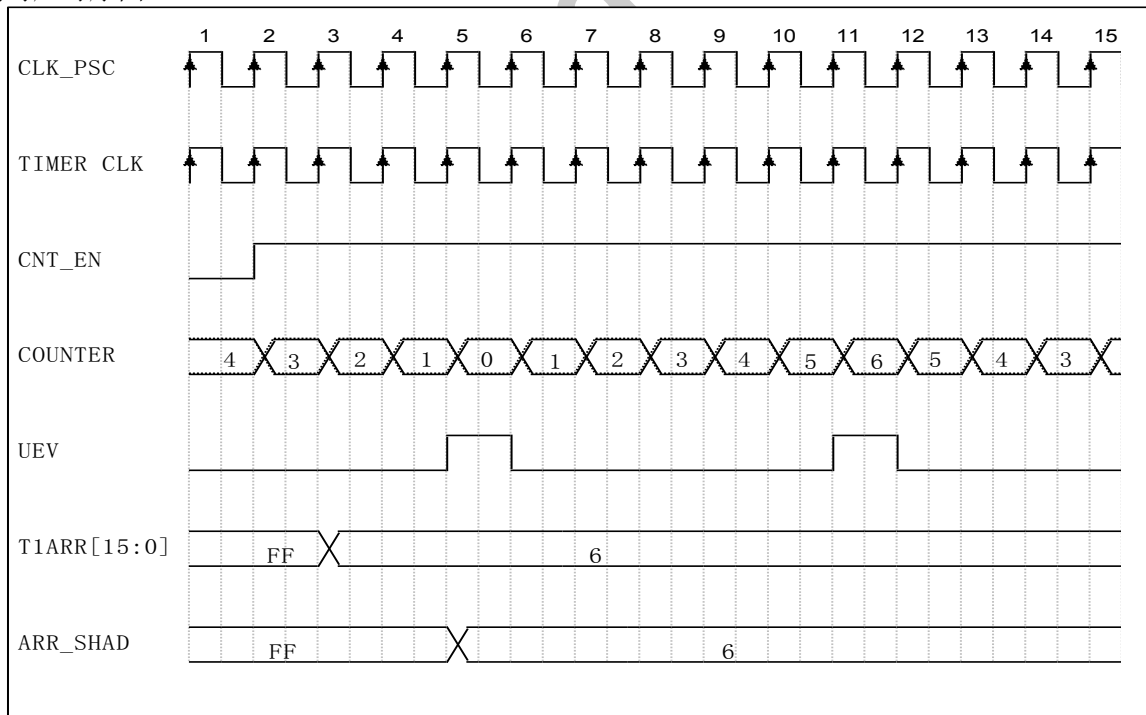 1 2 3 4 5 6 7 8 9 10 11 12 13 14 15
CLK_PSC
TIMER CLK
CNT_EN
COUNTER 4 3 2 1 0 1 2 3 4 5 6 5 4 3
UEV
T1ARR[15:0] FF 6
ARR_SHAD FF 6